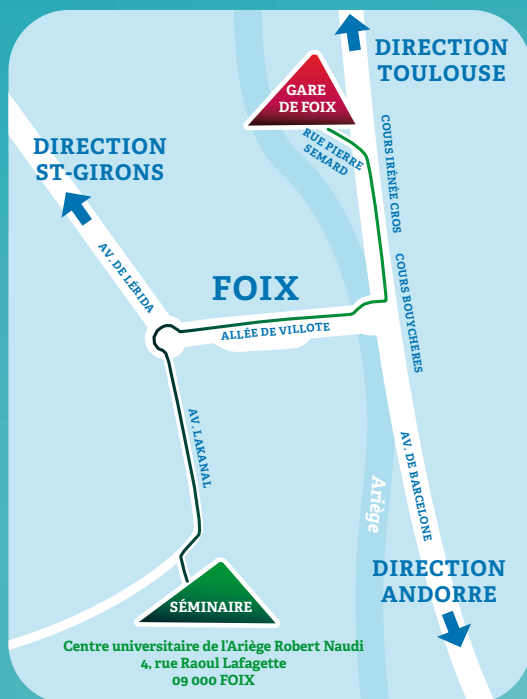 DIRECTION
TOULOUSE
GARE
DE FOIX
RUE PIERRE
SEMARD
COURS IRÉNÉE CROS
DIRECTION
ST-GIRONS
AV. DE LÉRIDA
FOIX
COURS BOUYCHERES
ALLÉE DE VILLOTE
AV. LAKANAL
AV. DE BARCELONE
Ariège
DIRECTION
ANDORRE
SÉMINAIRE
Centre universitaire de l'Ariège Robert Naudi
4, rue Raoul Lafagette
09 000 FOIX